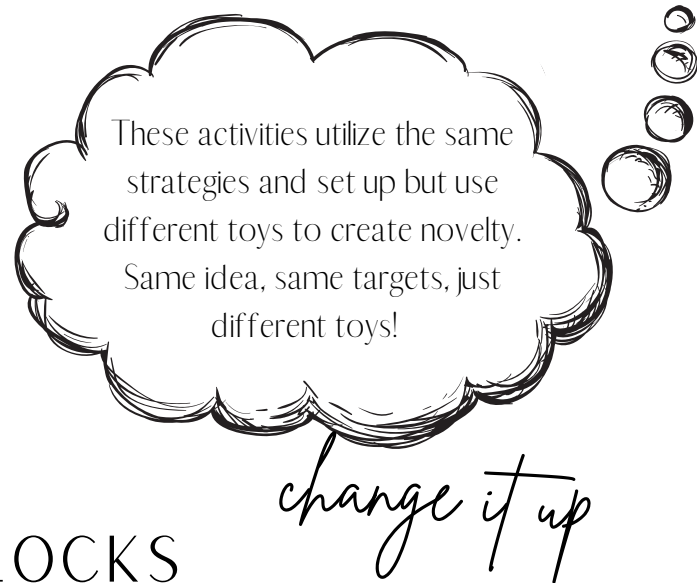 These activities utilize the same
strategies and set up but use
different toys to create novelty.
Same idea, same targets, just
different toys!
change it up
LOCKS